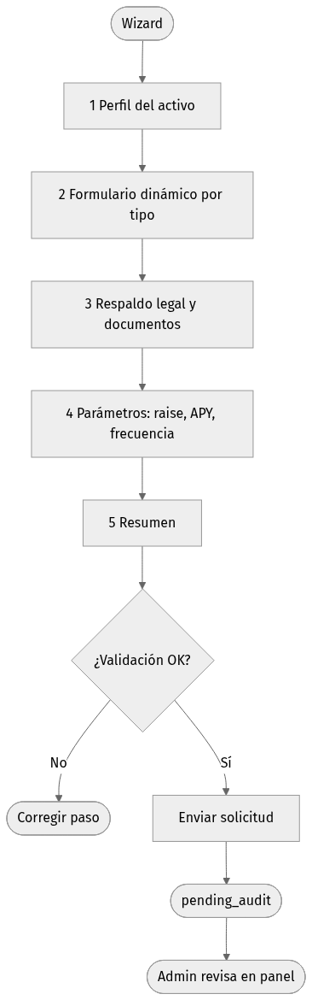 Wizard
1 Perfil del activo
2 Formulario dinámico por
tipo
3 Respaldo legal y
documentos
4 Parámetros: raise, APY,
frecuencia
5 Resumen
¿Validación OK?
No
Sí
Corregir paso
Enviar solicitud
pending_audit
Admin revisa en panel